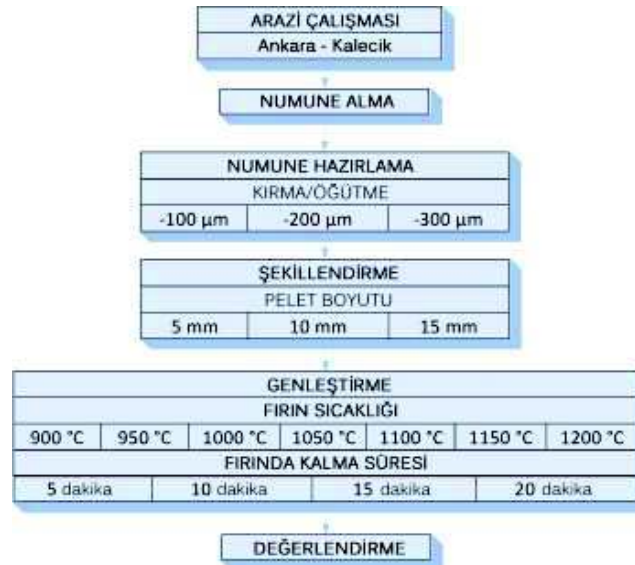 ARAZİ ÇALIŞMASI
Ankara - Kalecik
NUMUNE ALMA
NUMUNE HAZIRLAMA
KIRMA/ÖĞÜTME
-100 µm -200 µm -300 µm
ŞEKİLLENDİRME
PELET BOYUTU
5 mm 10 mm 15 mm
GENLEŞTİRME
FIRIN SICAKLIĞI
900 °C 950 °C 1000 °C 1050 °C 1100 °C 1150 °C 1200 °C
FIRINDA KALMA SÜRESİ
5 dakika 10 dakika 15 dakika 20 dakika
DEĞERLENDİRME